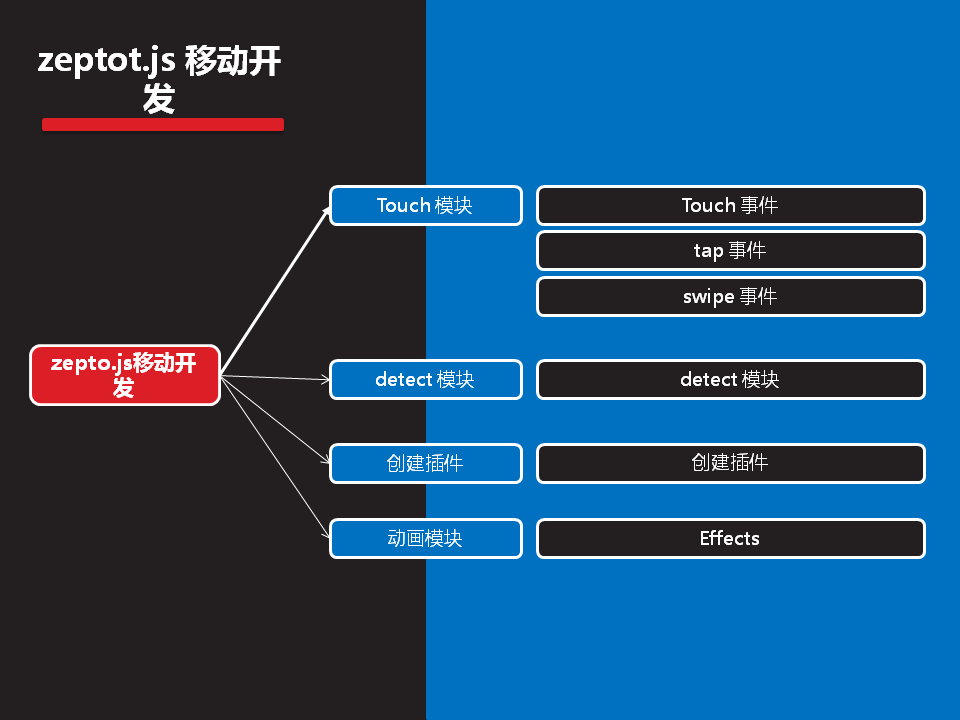 zeptot.js 移动开
发
Touch 模块
Touch 事件
tap 事件
swipe 事件
zepto.js移动开
发
detect 模块
detect 模块
创建插件
创建插件
动画模块
Effects